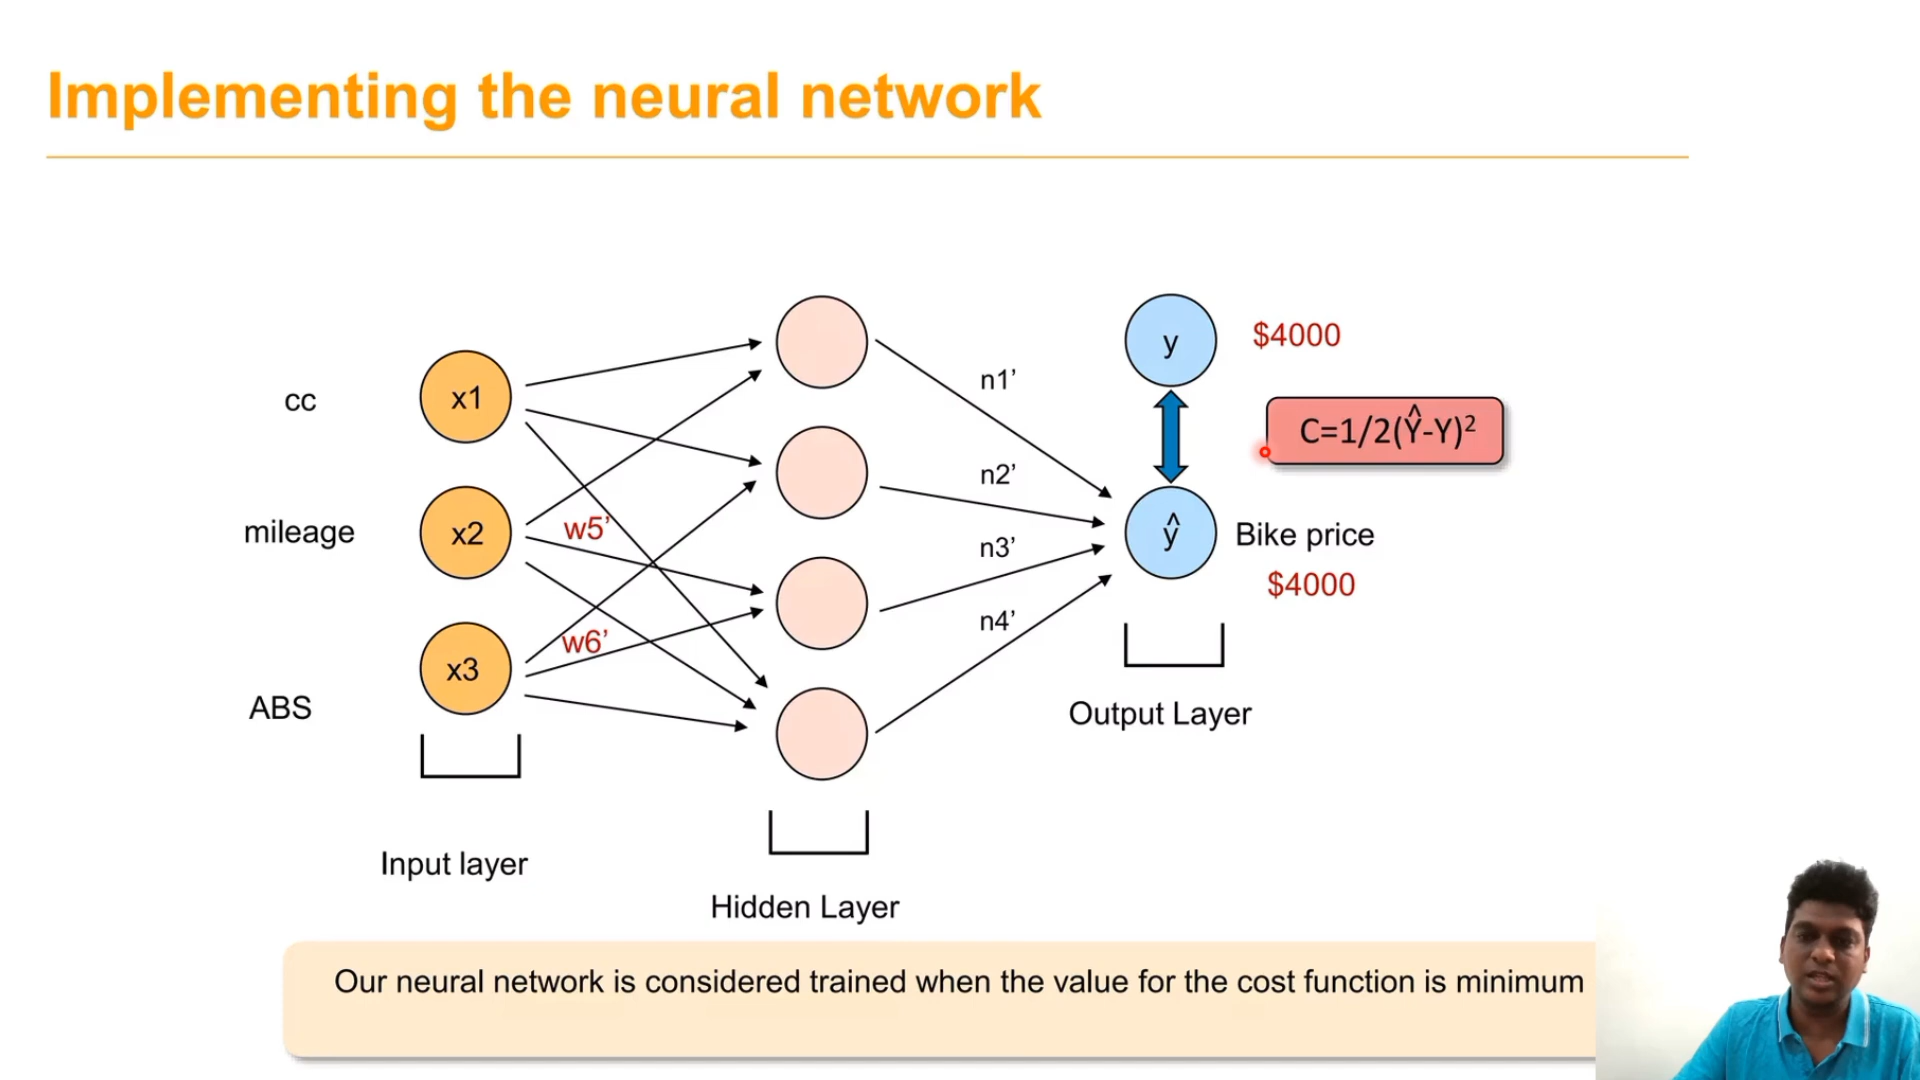 Implementing the neural network
cc
x1
mileage
x2
ABS
x3
w5’
w6’
Input layer
Hidden Layer
n1’
n2’
n3’
n4’
y
$4000
C=1/2(Ŷ-Y)²
ŷ
Bike price
$4000
Output Layer
Our neural network is considered trained when the value for the cost function is minimum